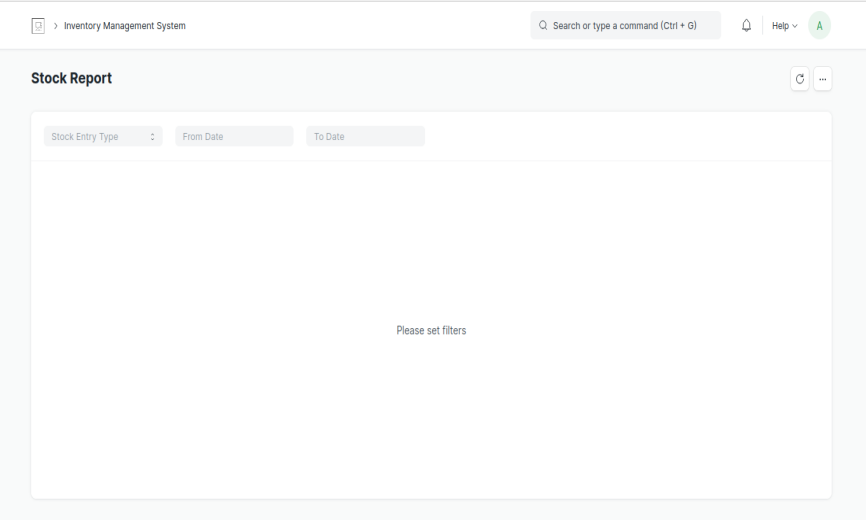 Inventory Management System
Search or type a command (Ctrl + G)
Help
A
Stock Report
Stock Entry Type
From Date
To Date
Please set filters